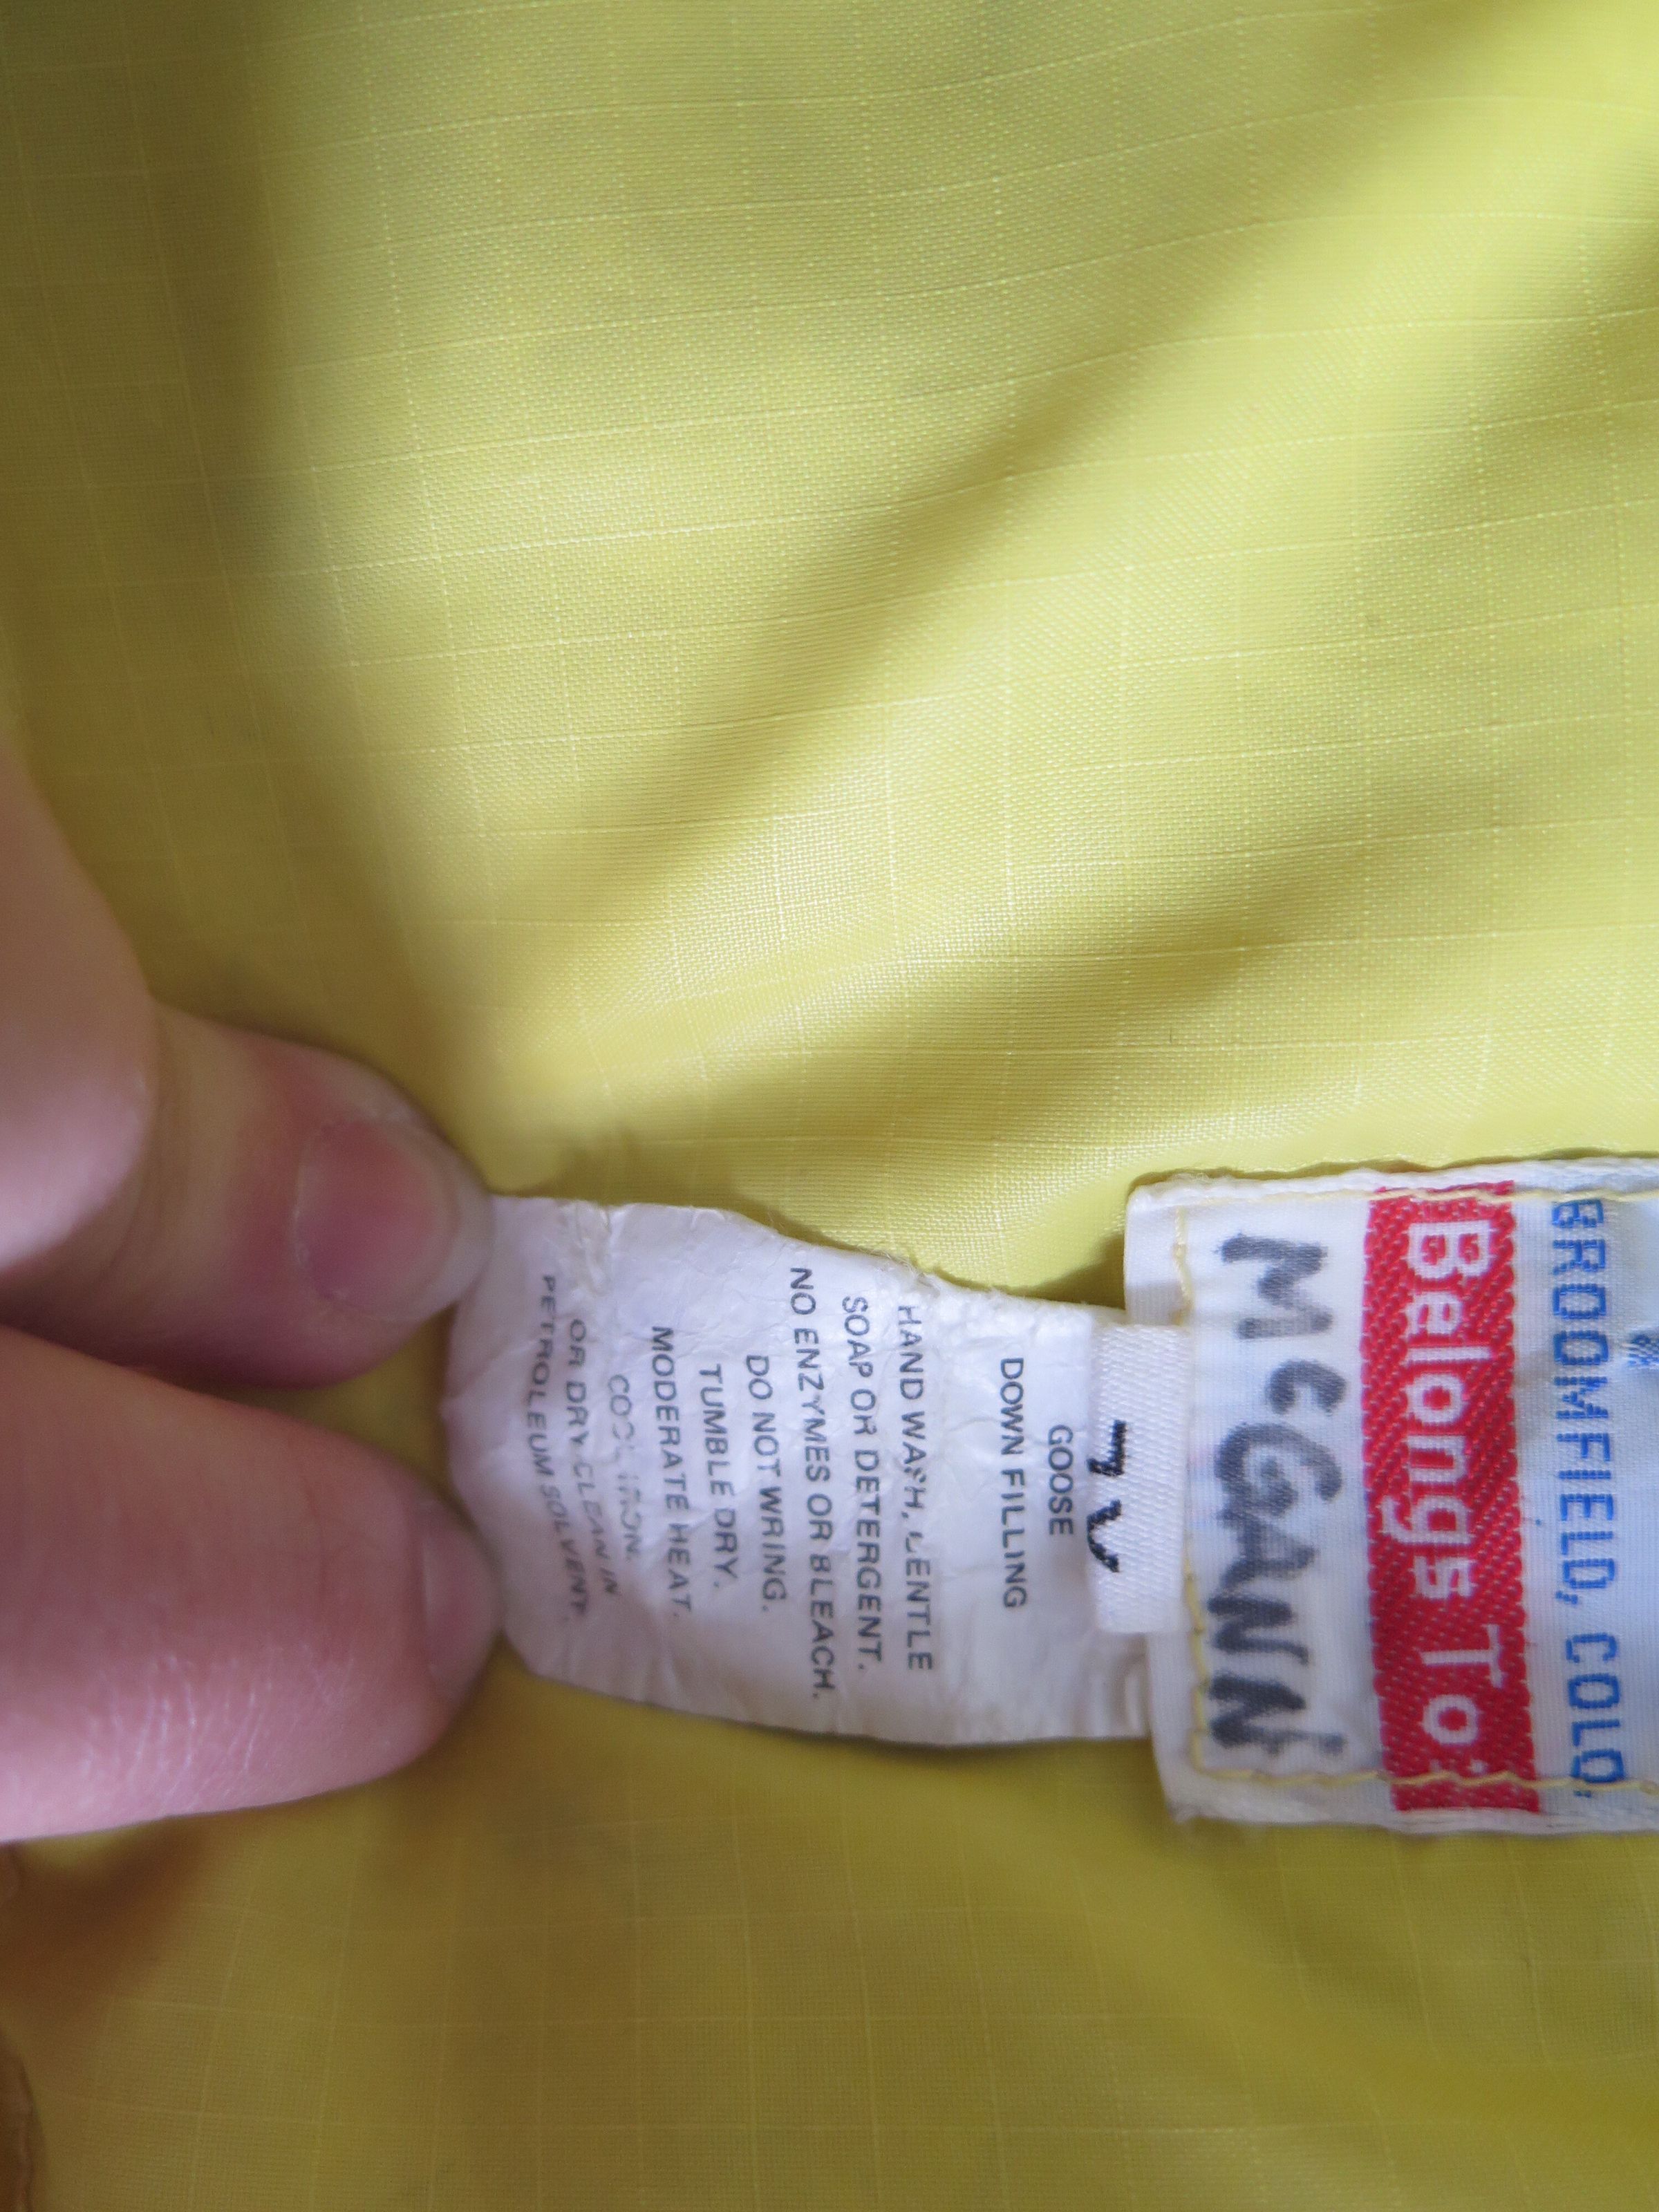 BROOMFIELD, COLO.
Belongs To:
McGANN
GOOSE
DOWN FILLING
HAND WASH, GENTLE
SOAP OR DETERGENT.
NO ENZYMES OR BLEACH.
DO NOT WRING.
TUMBLE DRY.
MODERATE HEAT.
COOL IRON.
OR DRY CLEAN IN
PETROLEUM SOLVENT.